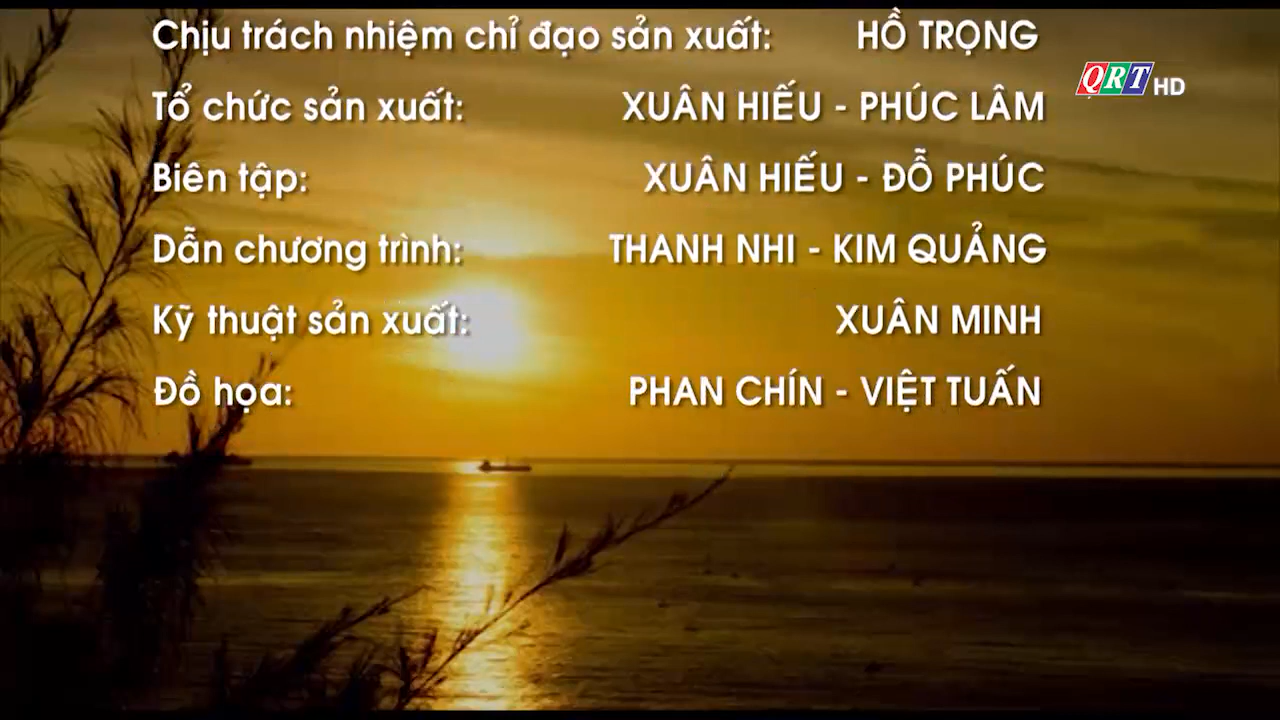 Chịu trách nhiệm chỉ đạo sản xuất: HỒ TRỌNG
QRT HD
Tổ chức sản xuất: XUÂN HIẾU - PHÚC LÂM
Biên tập: XUÂN HIẾU - ĐỖ PHÚC
Dẫn chương trình: THANH NHI - KIM QUẢNG
Kỹ thuật sản xuất: XUÂN MINH
Đồ họa: PHAN CHÍN - VIỆT TUẤN